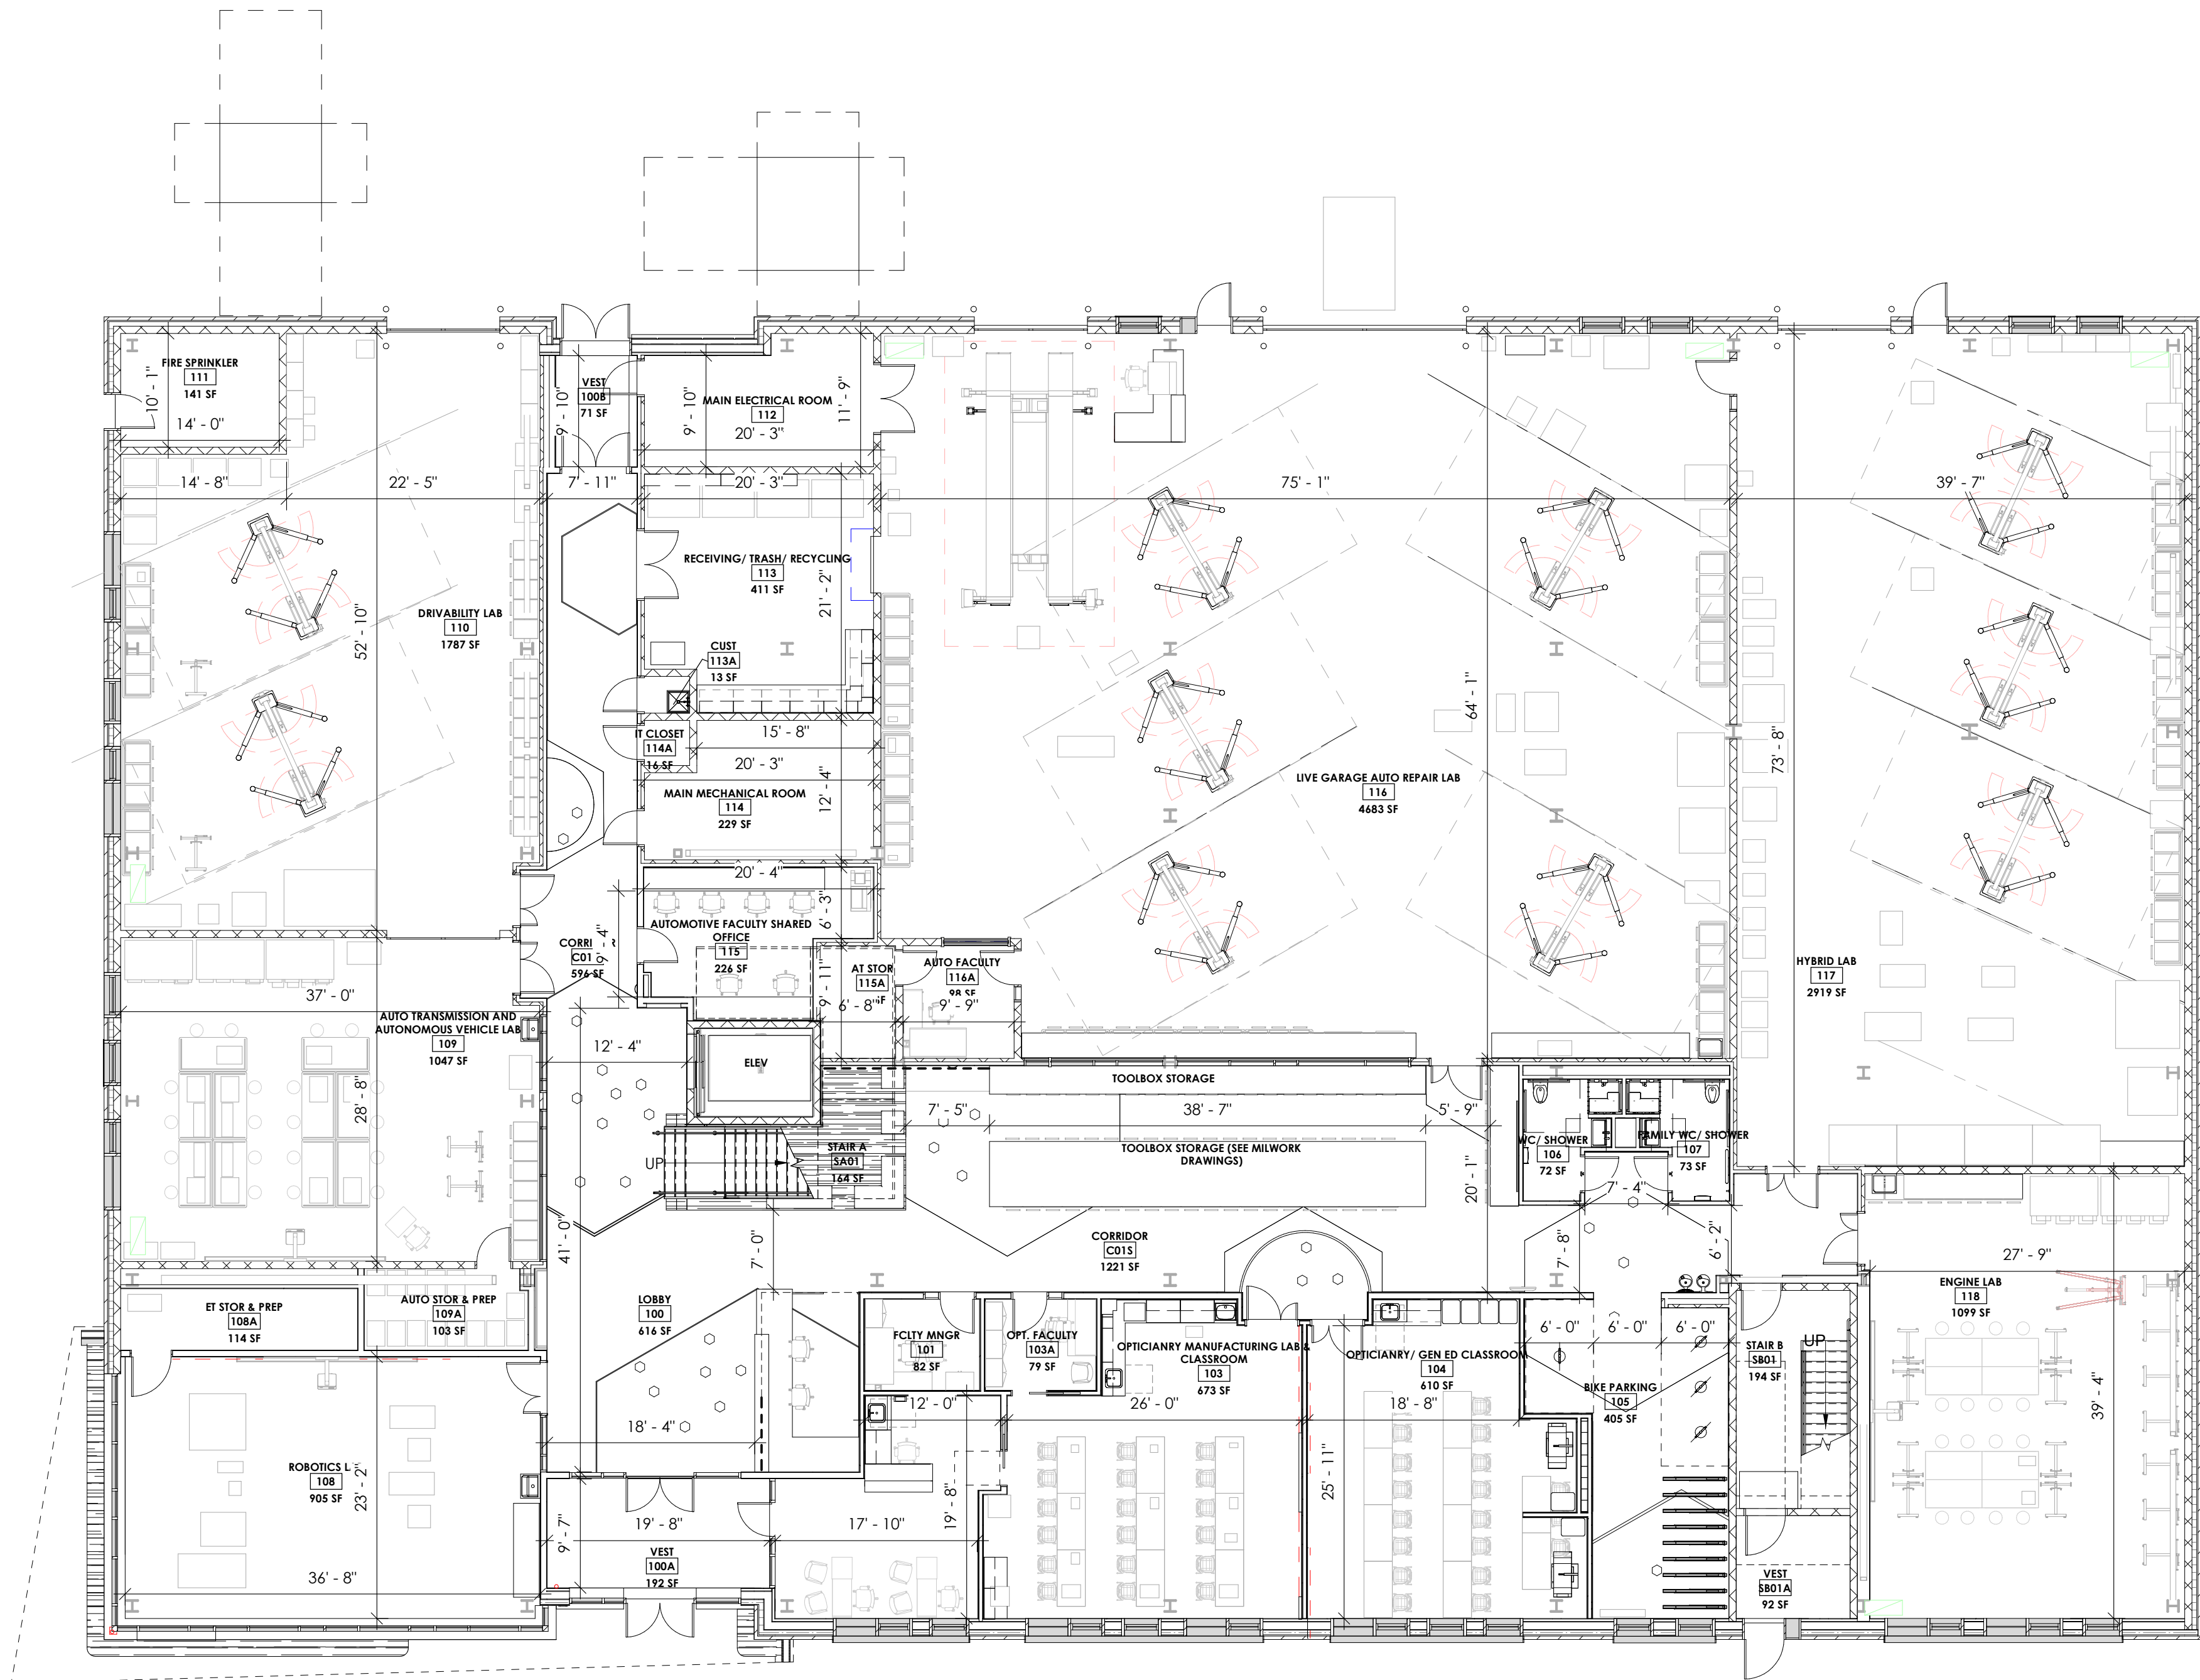 FIRE SPRINKLER
111
141 SF
10' - 1"
14' - 0"
VEST
100B
71 SF
9' - 10"
9' - 10"
MAIN ELECTRICAL ROOM
112
20' - 3"
11' - 9"
14' - 8"
22' - 5"
7' - 11"
20' - 3"
75' - 1"
39' - 7"
RECEIVING/ TRASH/ RECYCLING
113
411 SF
21' - 2"
DRIVABILITY LAB
110
1787 SF
52' - 10"
CUST
113A
13 SF
IT CLOSET
114A
16 SF
15' - 8"
20' - 3"
MAIN MECHANICAL ROOM
114
229 SF
12' - 4"
64' - 1"
73' - 8"
LIVE GARAGE AUTO REPAIR LAB
116
4683 SF
20' - 4"
6' - 3"
AUTOMOTIVE FACULTY SHARED
OFFICE
115
226 SF
CORRI
C01
596 SF
9' - 4"
AT STOR
115A
SF
9' - 11"
6' - 8"
AUTO FACULTY
116A
98 SF
9' - 9"
HYBRID LAB
117
2919 SF
37' - 0"
AUTO TRANSMISSION AND
AUTONOMOUS VEHICLE LAB
109
1047 SF
28' - 8"
12' - 4"
ELEV
TOOLBOX STORAGE
7' - 5"
38' - 7"
5' - 9"
TOOLBOX STORAGE (SEE MILWORK
DRAWINGS)
UP
STAIR A
SA01
164 SF
WC/ SHOWER
106
72 SF
FAMILY WC/ SHOWER
107
73 SF
7' - 4"
20' - 1"
41' - 0"
7' - 0"
CORRIDOR
C01S
1221 SF
7' - 8"
6' - 2"
27' - 9"
ENGINE LAB
118
1099 SF
ET STOR & PREP
108A
114 SF
AUTO STOR & PREP
109A
103 SF
LOBBY
100
616 SF
FCLTY MNGR
101
82 SF
OPT. FACULTY
103A
79 SF
OPTICIANRY MANUFACTURING LAB &
CLASSROOM
103
673 SF
OPTICIANRY/ GEN ED CLASSROOM
104
610 SF
6' - 0"
6' - 0"
6' - 0"
STAIR B
SB01
194 SF
UP
BIKE PARKING
105
405 SF
12' - 0"
26' - 0"
18' - 8"
39' - 4"
18' - 4"
ROBOTICS L
108
905 SF
23' - 2"
25' - 11"
19' - 8"
9' - 7"
19' - 8"
17' - 10"
VEST
100A
192 SF
36' - 8"
VEST
SB01A
92 SF